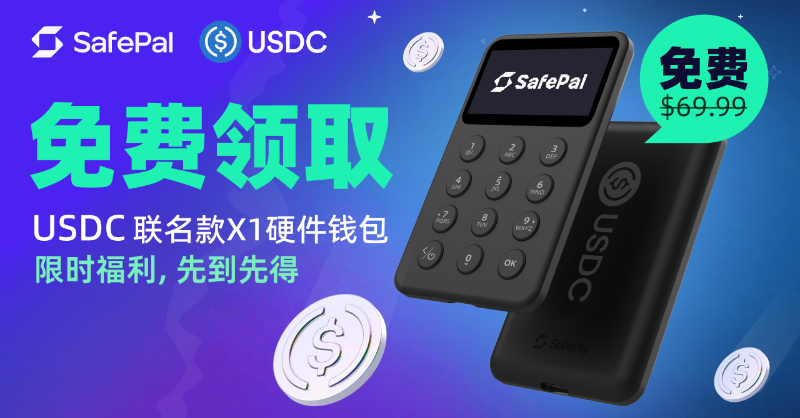 SafePal USDC
免费领取
USDC 联名款X1硬件钱包
限时福利, 先到先得
免费
$69.99
SafePal
1 2 3
@/. ABC DEF
4 5 6
GHI JKL MNO
7 8 9
PQRS TUV WXYZ
0 OK
USDC
SafePal